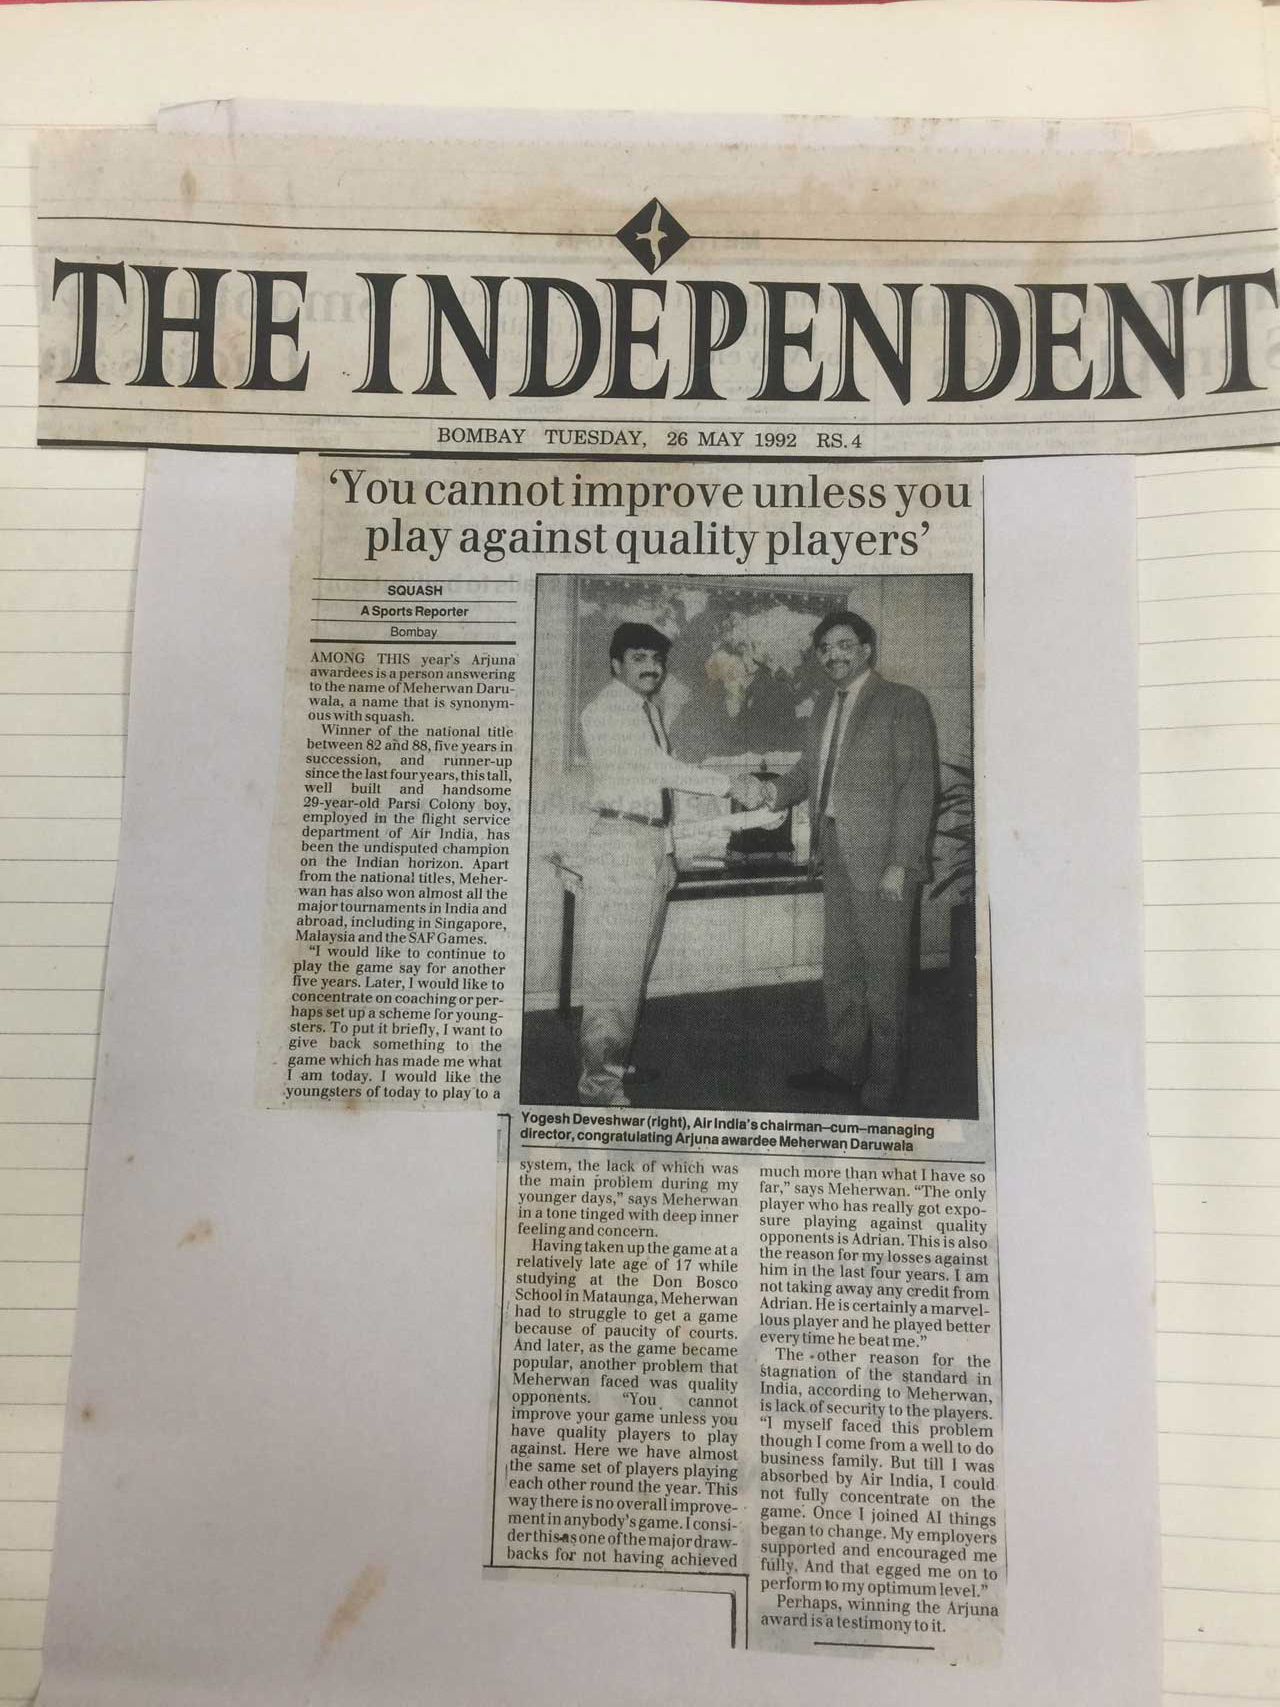 THE INDEPENDENT
BOMBAY TUESDAY, 26 MAY 1992 RS.4
‘You cannot improve unless you
play against quality players’
SQUASH
A Sports Reporter
Bombay
AMONG THIS year's Arjuna
awardees is a person answering
to the name of Meherwan Daru-
wala, a name that is synonym-
ous with squash.
Winner of the national title
between 82 and 88, five years in
succession, and runner-up
since the last four years, this tall,
well built and handsome
29-year-old Parsi Colony boy,
employed in the flight service
department of Air India, has
been the undisputed champion
on the Indian horizon. Apart
from the national titles, Meher-
wan has also won almost all the
major tournaments in India and
abroad, including in Singapore,
Malaysia and the SAF Games.
“I would like to continue to
play the game say for another
five years. Later, I would like to
concentrate on coaching or per-
haps set up a scheme for young-
sters. To put it briefly, I want to
give back something to the
game which has made me what
I am today. I would like the
youngsters of today to play to a
Yogesh Deveshwar (right), Air India's chairman–cum–managing
director, congratulating Arjuna awardee Meherwan Daruwala
system, the lack of which was
the main problem during my
younger days,” says Meherwan
in a tone tinged with deep inner
feeling and concern.
Having taken up the game at a
relatively late age of 17 while
studying at the Don Bosco
School in Mataunga, Meherwan
had to struggle to get a game
because of paucity of courts.
And later, as the game became
popular, another problem that
Meherwan faced was quality
opponents. “You cannot
improve your game unless you
have quality players to play
against. Here we have almost
the same set of players playing
each other round the year. This
way there is no overall improve-
ment in anybody's game. I consi-
der this as one of the major draw-
backs for not having achieved
much more than what I have so
far,” says Meherwan. “The only
player who has really got expo-
sure playing against quality
opponents is Adrian. This is also
the reason for my losses against
him in the last four years. I am
not taking away any credit from
Adrian. He is certainly a marvel-
lous player and he played better
every time he beat me.”
The other reason for the
stagnation of the standard in
India, according to Meherwan,
is lack of security to the players.
“I myself faced this problem
though I come from a well to do
business family. But till I was
absorbed by Air India, I could
not fully concentrate on the
game. Once I joined AI things
began to change. My employers
supported and encouraged me
fully. And that egged me on to
perform to my optimum level.”
Perhaps, winning the Arjuna
award is a testimony to it.